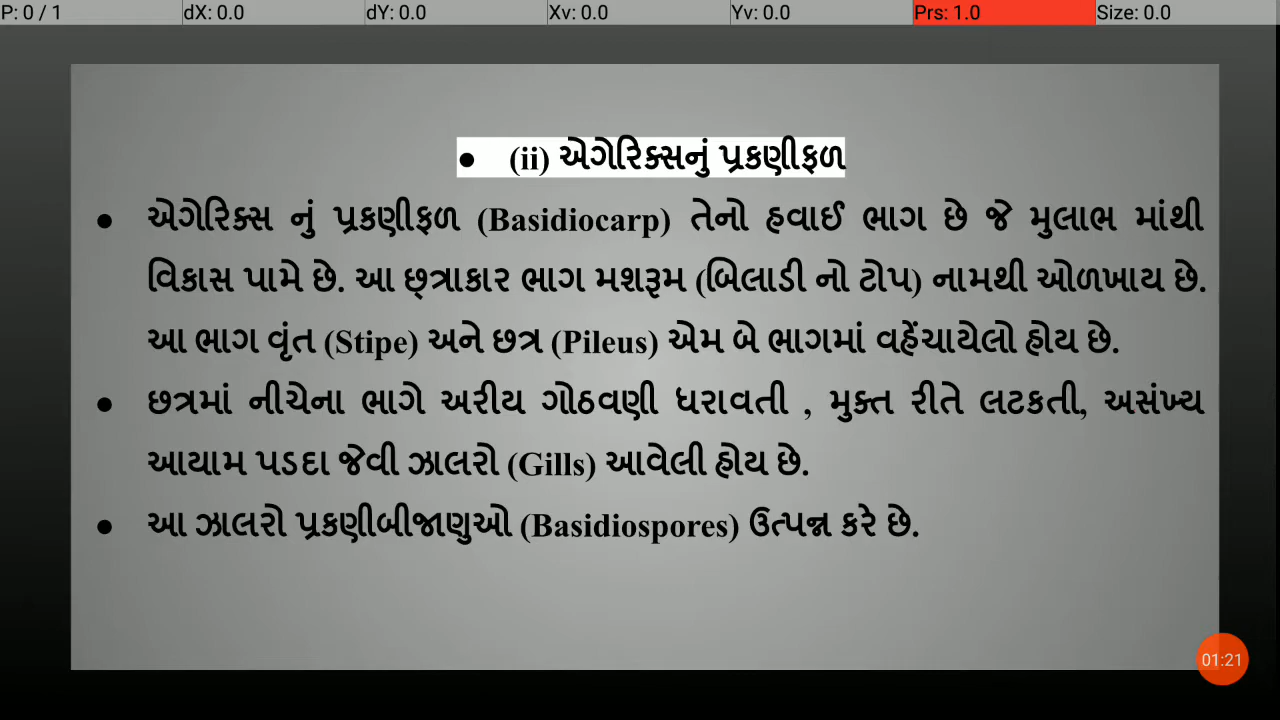 P: 0 / 1 dX: 0.0 dY: 0.0 Xv: 0.0 Yv: 0.0 Prs: 1.0 Size: 0.0
● (ii) એગેરિક્સનું પ્રકણીફળ
● એગેરિક્સ નું પ્રકણીફળ (Basidiocarp) તેનો હવાઈ ભાગ છે જે મુલાભ માંથી
વિકાસ પામે છે. આ છત્રાકાર ભાગ મશરૂમ (બિલાડી નો ટોપ) નામથી ઓળખાય છે.
આ ભાગ વૃંત (Stipe) અને છત્ર (Pileus) એમ બે ભાગમાં વહેંચાયેલો હોય છે.
● છત્રમાં નીચેના ભાગે અરીય ગોઠવણી ધરાવતી , મુક્ત રીતે લટકતી, અસંખ્ય
આયામ પડદા જેવી ઝાલરો (Gills) આવેલી હોય છે.
● આ ઝાલરો પ્રકણીબીજાણુઓ (Basidiospores) ઉત્પન્ન કરે છે.
01:21